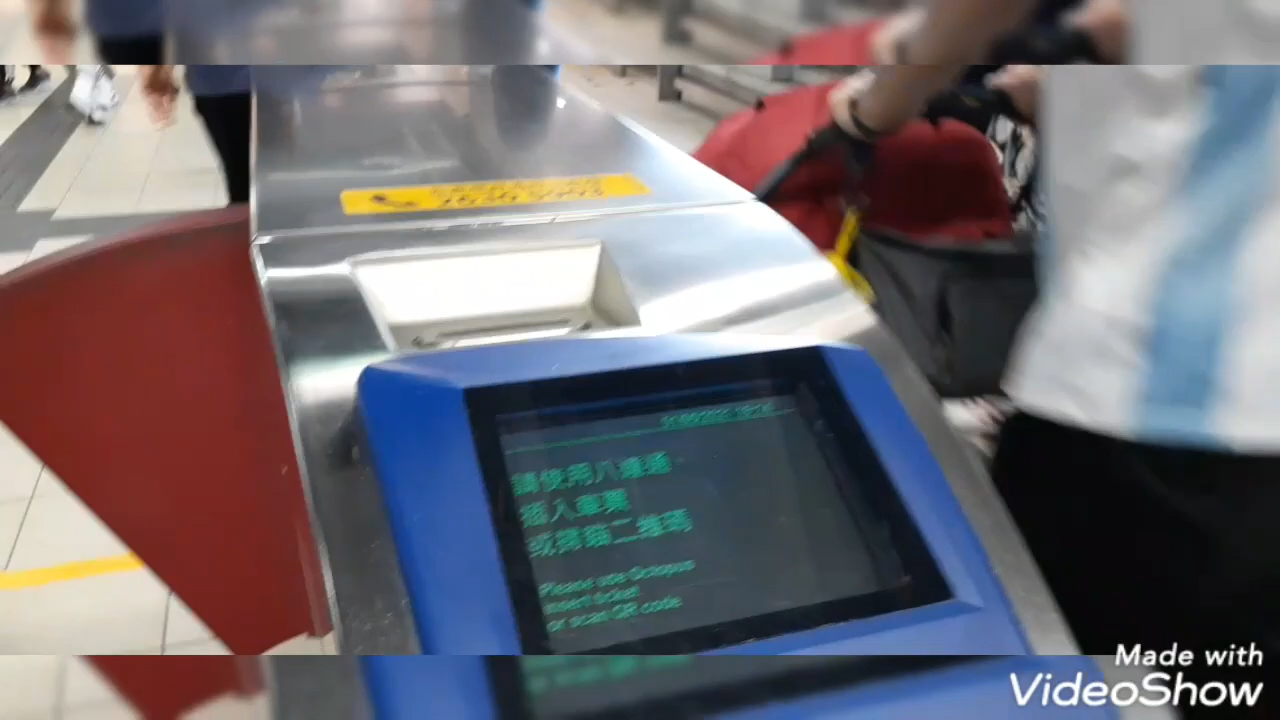 請使用八達通
插入車票
或掃描二維碼
Please use Octopus
insert ticket
or scan QR code
Made with
VideoShow